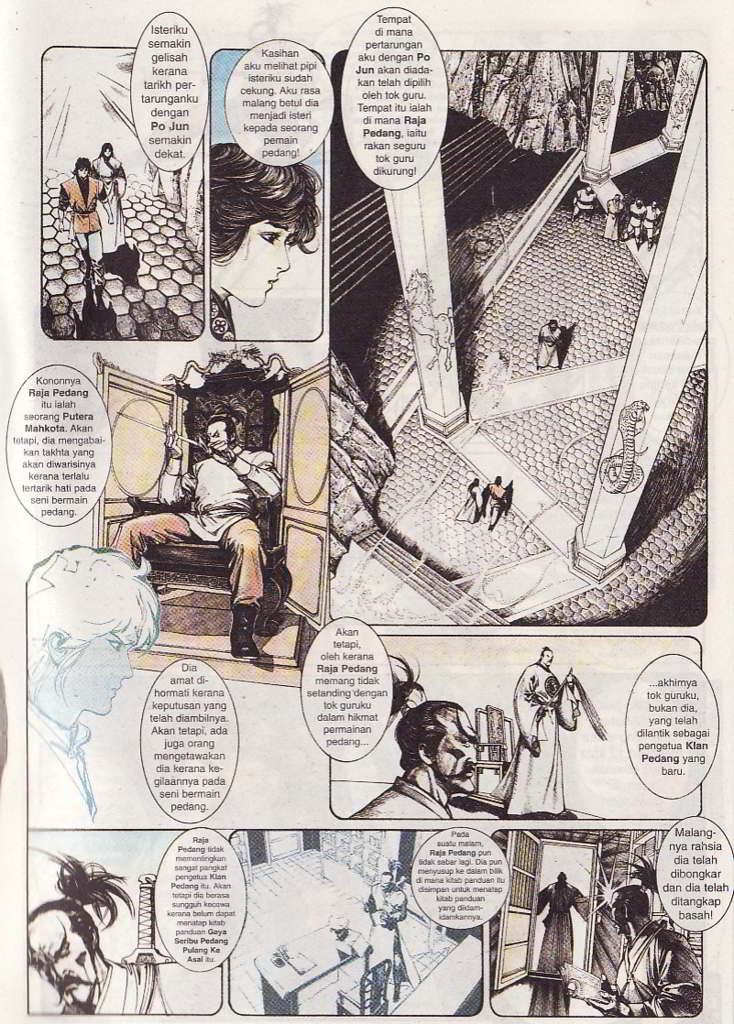 Isteriku
semakin
gelisah
kerana
tarikh per-
tarunganku
dengan
Po Jun
semakin
dekat.
Kasihan
aku melihat pipi
isteriku sudah
cekung. Aku rasa
malang betul dia
menjadi isteri
kepada seorang
pemain
pedang!
Tempat
di mana
pertarungan
aku dengan Po
Jun akan diada-
kan telah dipilih
oleh tok guru.
Tempat itu ialah
di mana Raja
Pedang, iaitu
rakan seguru
tok guru
dikurung!
Kononnya
Raja Pedang
itu ialah
seorang Putera
Mahkota. Akan
tetapi, dia mengabai-
kan takhta yang
akan diwarisinya
kerana terlalu
tertarik hati pada
seni bermain
pedang.
Dia
amat di-
hormati kerana
keputusan yang
telah diambilnya.
Akan tetapi, ada
juga orang
mengetawakan
dia kerana ke-
gilaannya pada
seni bermain
pedang.
Akan
tetapi,
oleh kerana
Raja Pedang
memang tidak
setanding dengan
tok guruku
dalam hikmat
permainan
pedang...
...akhirnya
tok guruku,
bukan dia,
yang telah
dilantik sebagai
pengetua Klan
Pedang yang
baru.
Raja
Pedang tidak
mementingkan
sangat pangkat
pengetua Klan
Pedang itu. Akan
tetapi dia berasa
sungguh kecewa
kerana belum dapat
menatap kitab
panduan Gaya
Seribu Pedang
Pulang Ke
Asal itu.
Pada
suatu malam,
Raja Pedang pun
tidak sabar lagi. Dia pun
menyusup ke dalam bilik
di mana kitab panduan itu
disimpan untuk menatap
kitab panduan
yang diidam-
idamkannya.
Malang-
nya rahsia
dia telah
dibongkar
dan dia telah
ditangkap
basah!